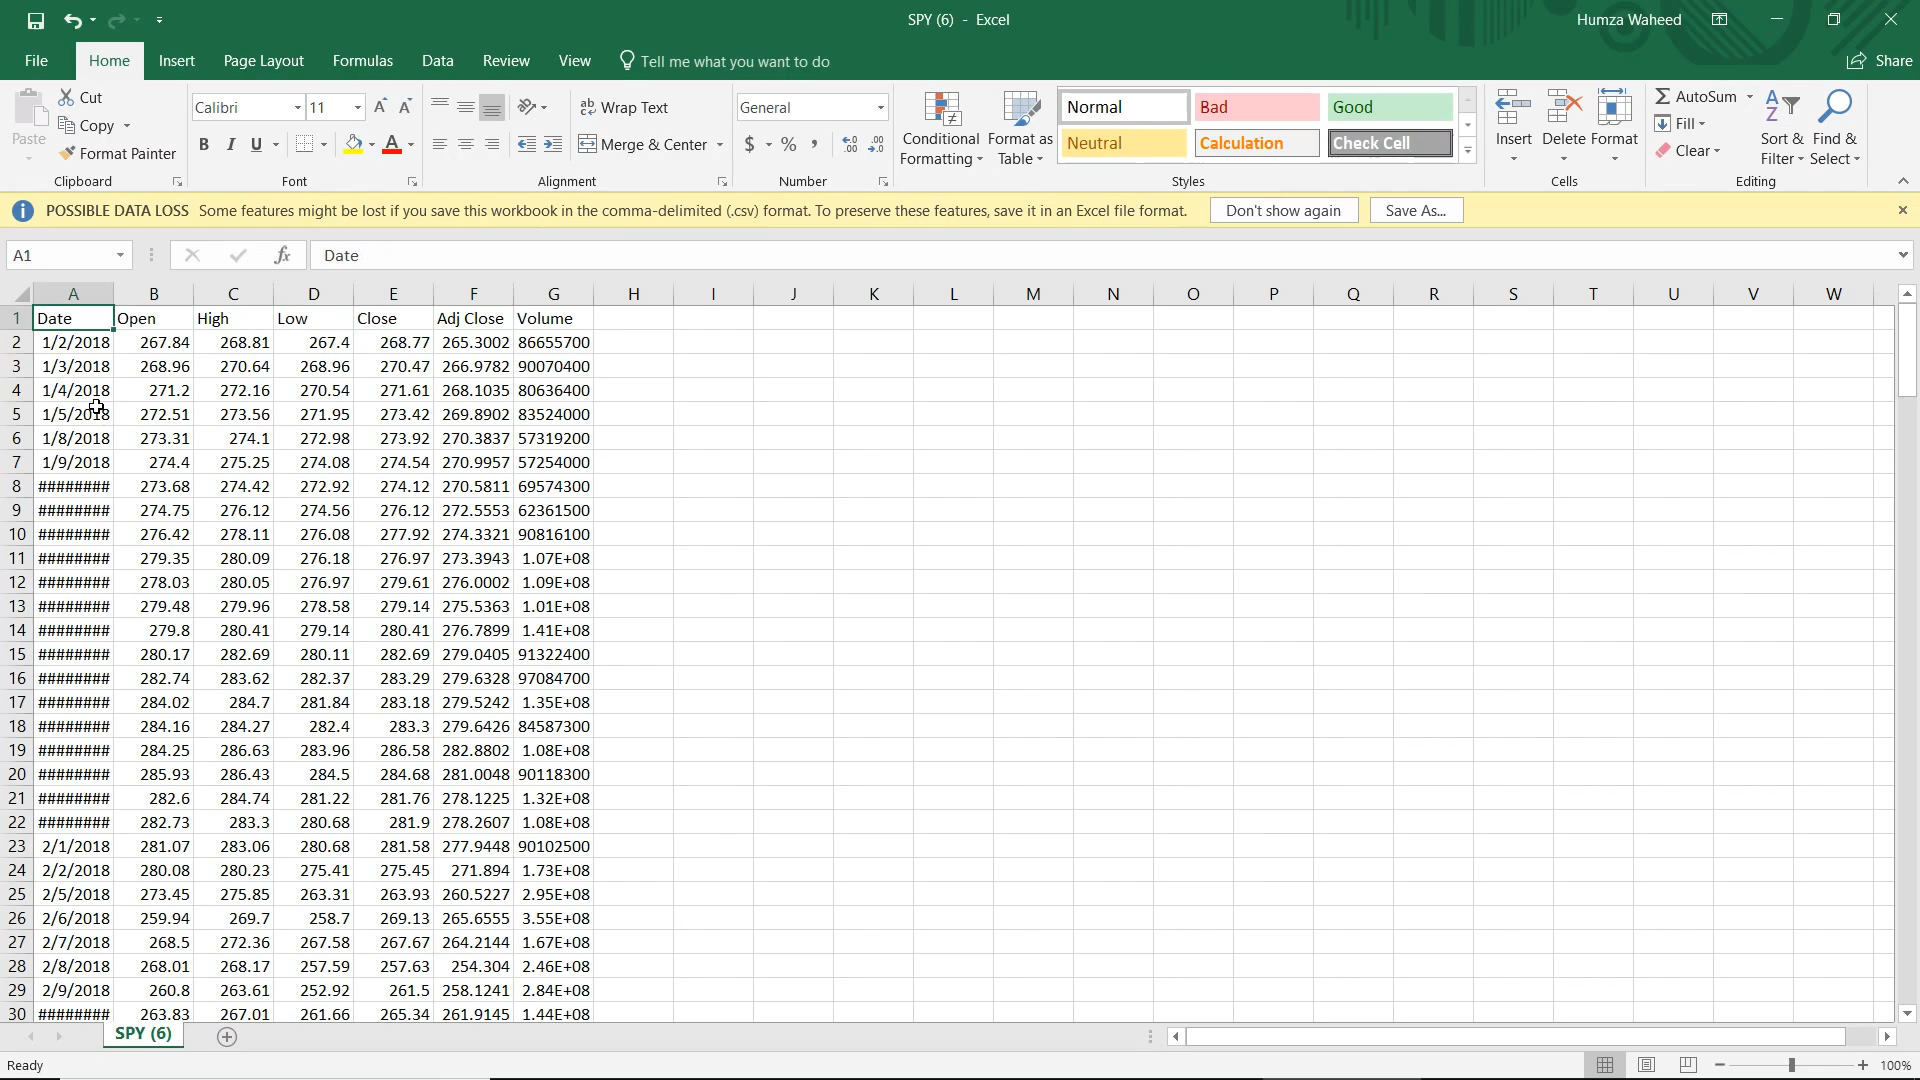 SPY (6) - Excel
Humza Waheed
File Home Insert Page Layout Formulas Data Review View Tell me what you want to do Share
Paste
Cut
Copy
Format Painter
Clipboard
Calibri 11
B I U
Font
Wrap Text
Merge & Center
Alignment
General
$ % ,
Number
Conditional Formatting
Format as Table
Normal Bad Good
Neutral Calculation Check Cell
Styles
Insert Delete Format
Cells
AutoSum
Fill
Clear
Sort & Filter
Find & Select
Editing
POSSIBLE DATA LOSS Some features might be lost if you save this workbook in the comma-delimited (.csv) format. To preserve these features, save it in an Excel file format. Don't show again Save As...
A1 fx Date
A B C D E F G H I J K L M N O P Q R S T U V W
1 Date Open High Low Close Adj Close Volume
2 1/2/2018 267.84 268.81 267.4 268.77 265.3002 86655700
3 1/3/2018 268.96 270.64 268.96 270.47 266.9782 90070400
4 1/4/2018 271.2 272.16 270.54 271.61 268.1035 80636400
5 1/5/2018 272.51 273.56 271.95 273.42 269.8902 83524000
6 1/8/2018 273.31 274.1 272.98 273.92 270.3837 57319200
7 1/9/2018 274.4 275.25 274.08 274.54 270.9957 57254000
8 ######## 273.68 274.42 272.92 274.12 270.5811 69574300
9 ######## 274.75 276.12 274.56 276.12 272.5553 62361500
10 ######## 276.42 278.11 276.08 277.92 274.3321 90816100
11 ######## 279.35 280.09 276.18 276.97 273.3943 1.07E+08
12 ######## 278.03 280.05 276.97 279.61 276.0002 1.09E+08
13 ######## 279.48 279.96 278.58 279.14 275.5363 1.01E+08
14 ######## 279.8 280.41 279.14 280.41 276.7899 1.41E+08
15 ######## 280.17 282.69 280.11 282.69 279.0405 91322400
16 ######## 282.74 283.62 282.37 283.29 279.6328 97084700
17 ######## 284.02 284.7 281.84 283.18 279.5242 1.35E+08
18 ######## 284.16 284.27 282.4 283.3 279.6426 84587300
19 ######## 284.25 286.63 283.96 286.58 282.8802 1.08E+08
20 ######## 285.93 286.43 284.5 284.68 281.0048 90118300
21 ######## 282.6 284.74 281.22 281.76 278.1225 1.32E+08
22 ######## 282.73 283.3 280.68 281.9 278.2607 1.08E+08
23 2/1/2018 281.07 283.06 280.68 281.58 277.9448 90102500
24 2/2/2018 280.08 280.23 275.41 275.45 271.894 1.73E+08
25 2/5/2018 273.45 275.85 263.31 263.93 260.5227 2.95E+08
26 2/6/2018 259.94 269.7 258.7 269.13 265.6555 3.55E+08
27 2/7/2018 268.5 272.36 267.58 267.67 264.2144 1.67E+08
28 2/8/2018 268.01 268.17 257.59 257.63 254.304 2.46E+08
29 2/9/2018 260.8 263.61 252.92 261.5 258.1241 2.84E+08
30 ######## 263.83 267.01 261.66 265.34 261.9145 1.44E+08
SPY (6)
Ready
100%